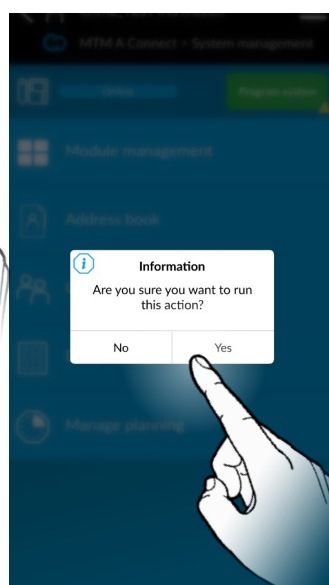 MTM A Connect > System management
Online
Program system
Module management
Address book
Information
Are you sure you want to run
this action?
No
Yes
Manage planning